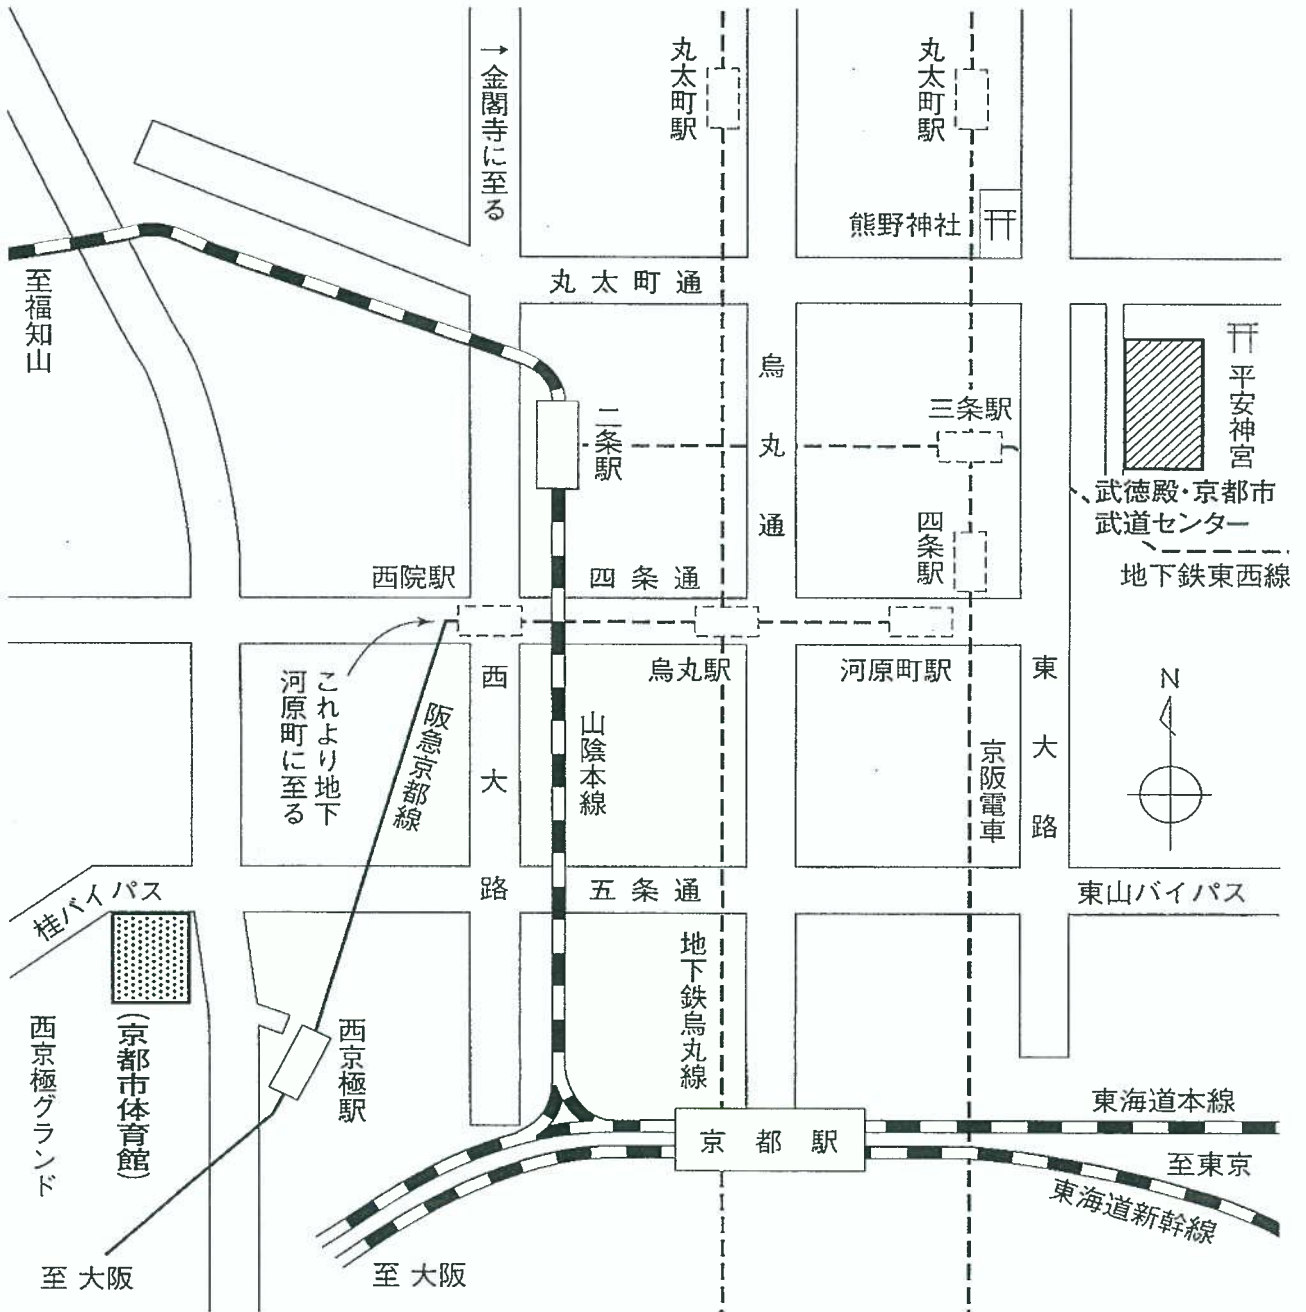 →金閣寺に至る
丸太町駅
丸太町駅
熊野神社
丸太町通
至福知山
烏丸通
平安神宮
二条駅
三条駅
武徳殿・京都市
武道センター
四条駅
地下鉄東西線
西院駅
四条通
これより地下
河原町に至る
烏丸駅
河原町駅
西大路
東大路
N
阪急京都線
山陰本線
京阪電車
五条通
東山バイパス
桂バイパス
地下鉄烏丸線
西京極グランド
(京都市体育館)
西京極駅
京都駅
東海道本線
至東京
東海道新幹線
至 大阪
至 大阪